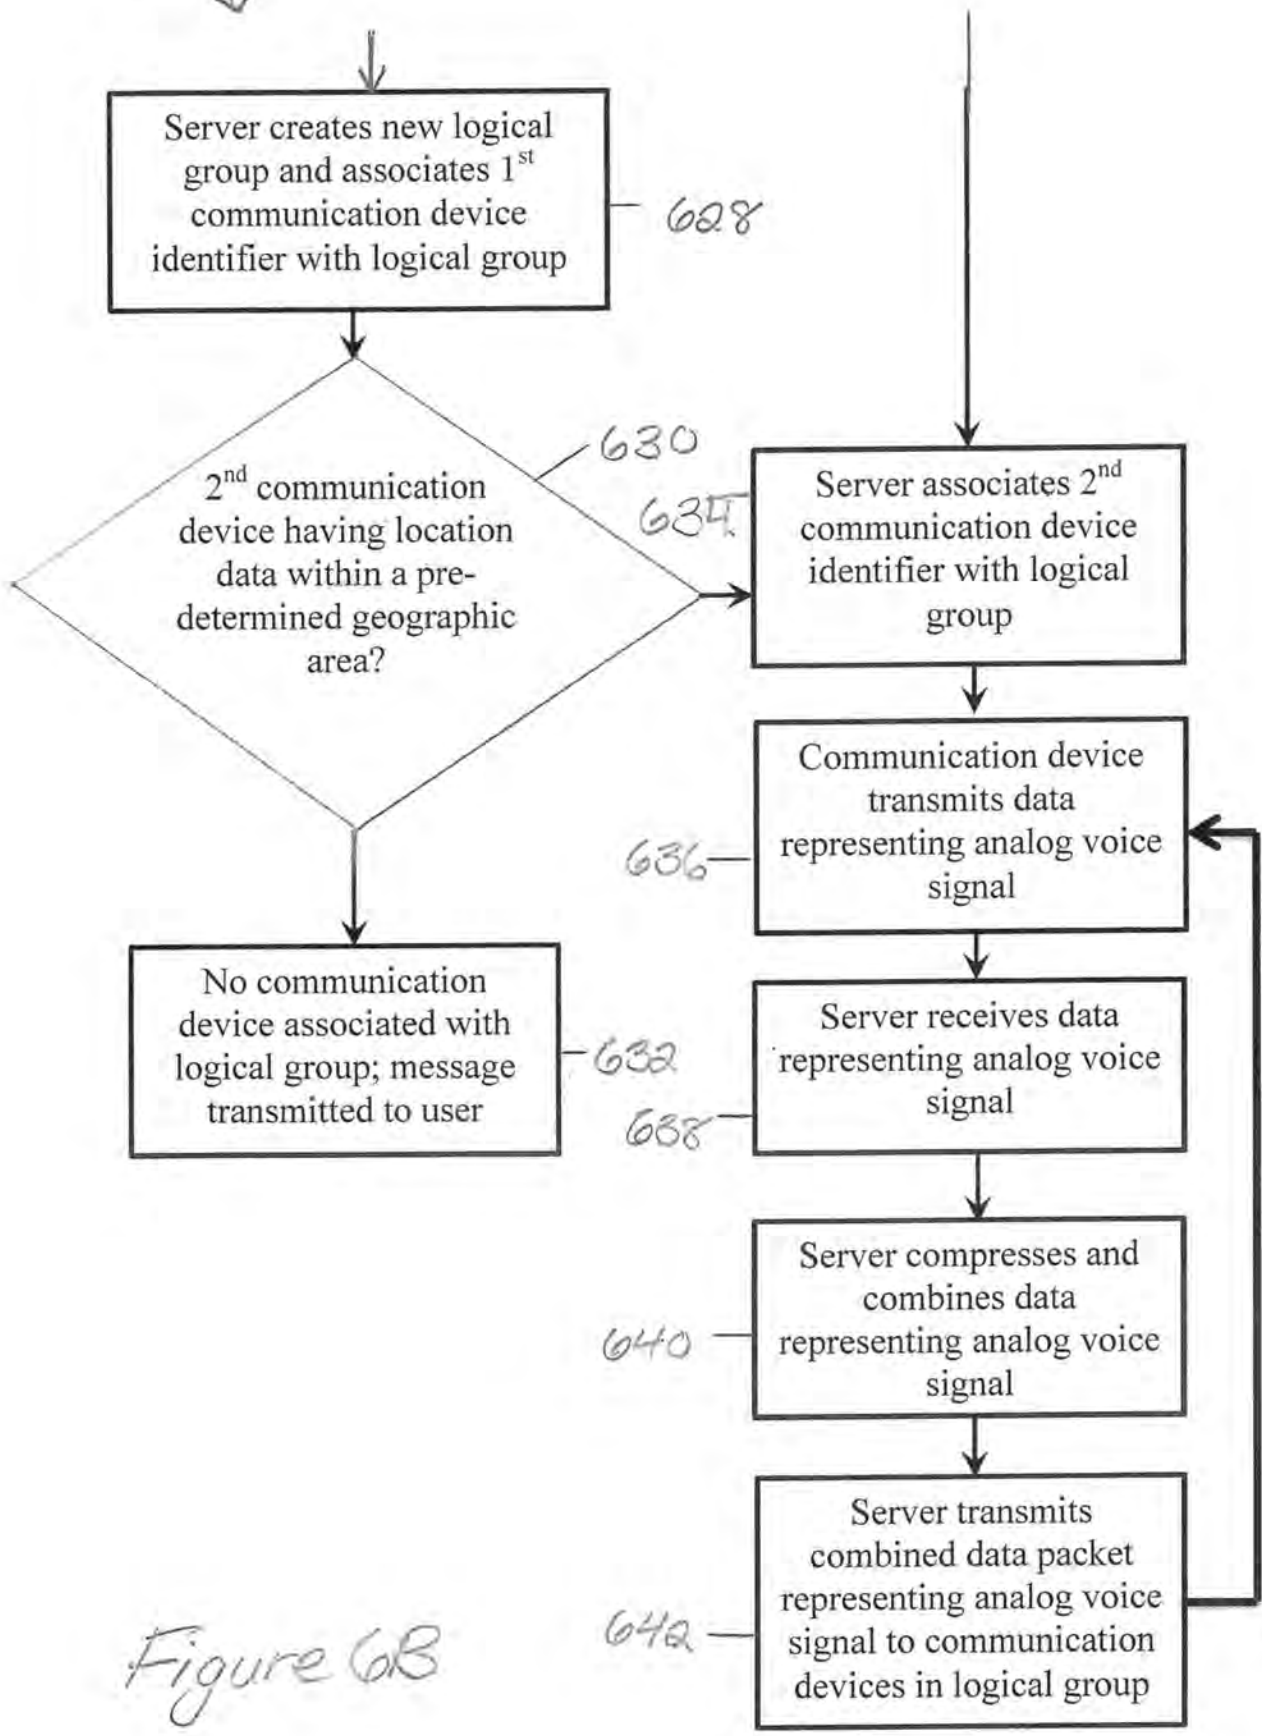 Server creates new logical
group and associates 1st
communication device
identifier with logical group
628
2nd communication
device having location
data within a pre-
determined geographic
area?
630
634
Server associates 2nd
communication device
identifier with logical
group
Communication device
transmits data
representing analog voice
signal
636
No communication
device associated with
logical group; message
transmitted to user
632
Server receives data
representing analog voice
signal
638
Server compresses and
combines data
representing analog voice
signal
640
Server transmits
combined data packet
representing analog voice
signal to communication
devices in logical group
642
Figure 6B